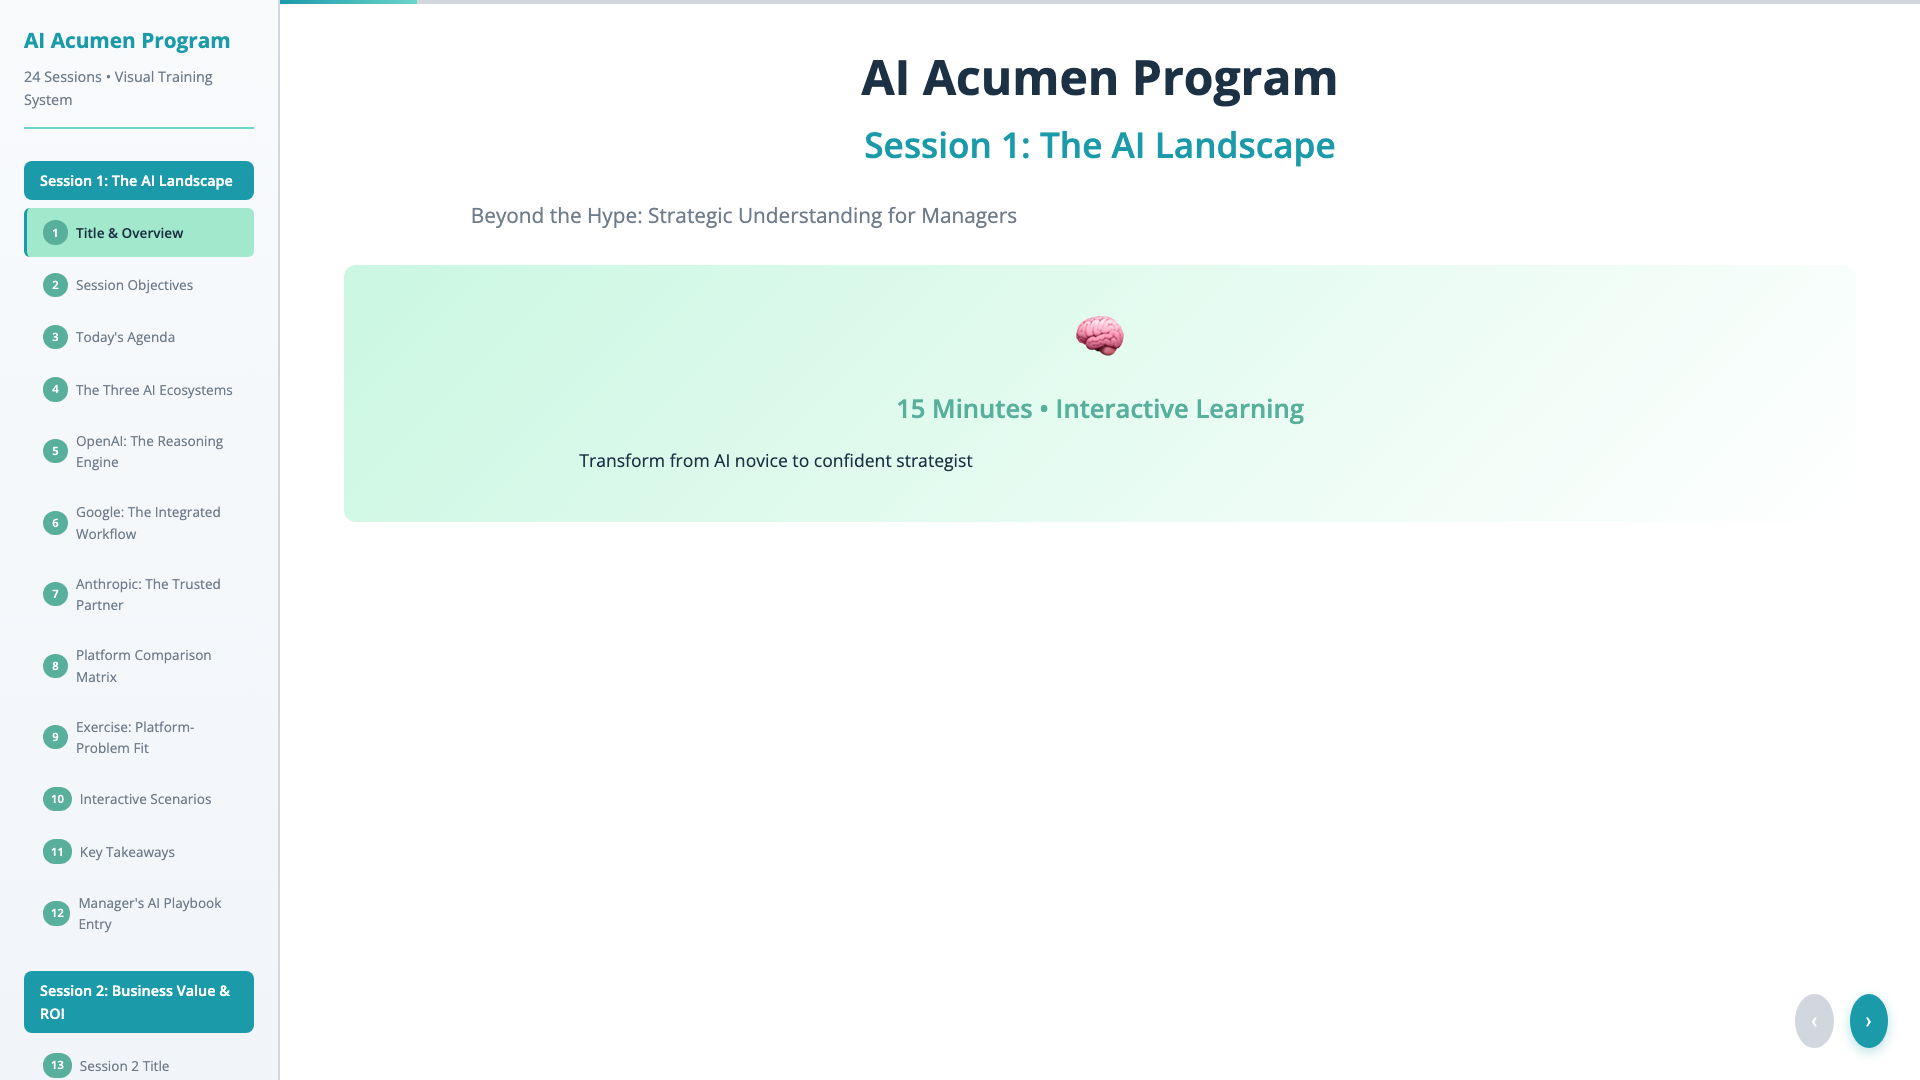 AI Acumen Program
24 Sessions • Visual Training
System
Session 1: The AI Landscape
1 Title & Overview
2 Session Objectives
3 Today's Agenda
4 The Three AI Ecosystems
5 OpenAI: The Reasoning
Engine
6 Google: The Integrated
Workflow
7 Anthropic: The Trusted
Partner
8 Platform Comparison
Matrix
9 Exercise: Platform-
Problem Fit
10 Interactive Scenarios
11 Key Takeaways
12 Manager's AI Playbook
Entry
Session 2: Business Value &
ROI
13 Session 2 Title
AI Acumen Program
Session 1: The AI Landscape
Beyond the Hype: Strategic Understanding for Managers
15 Minutes • Interactive Learning
Transform from AI novice to confident strategist
‹ ›